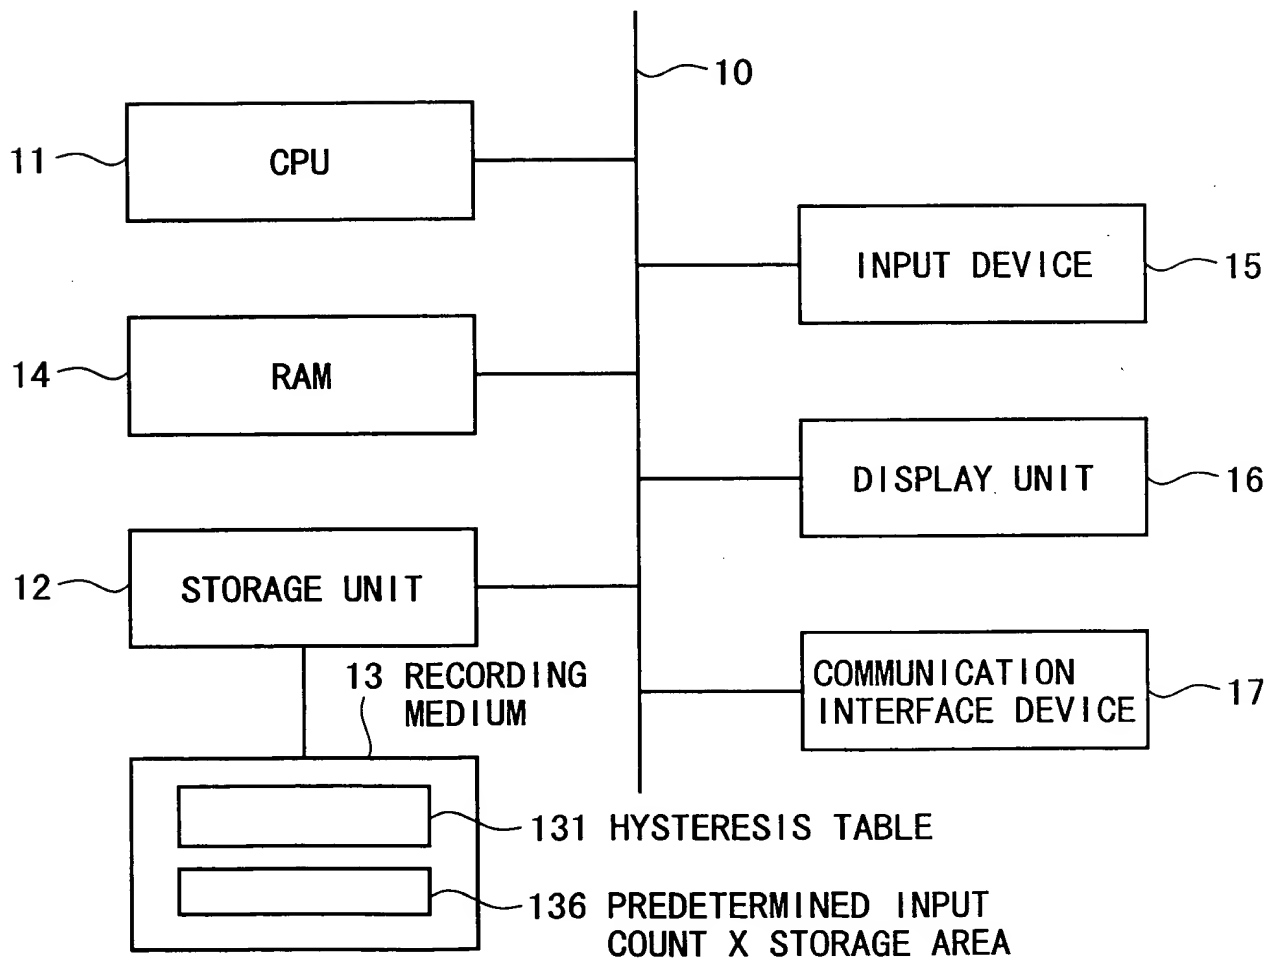 10
11
CPU
INPUT DEVICE
15
14
RAM
DISPLAY UNIT
16
12
STORAGE UNIT
13 RECORDING
MEDIUM
COMMUNICATION
INTERFACE DEVICE
17
131 HYSTERESIS TABLE
136 PREDETERMINED INPUT
COUNT X STORAGE AREA